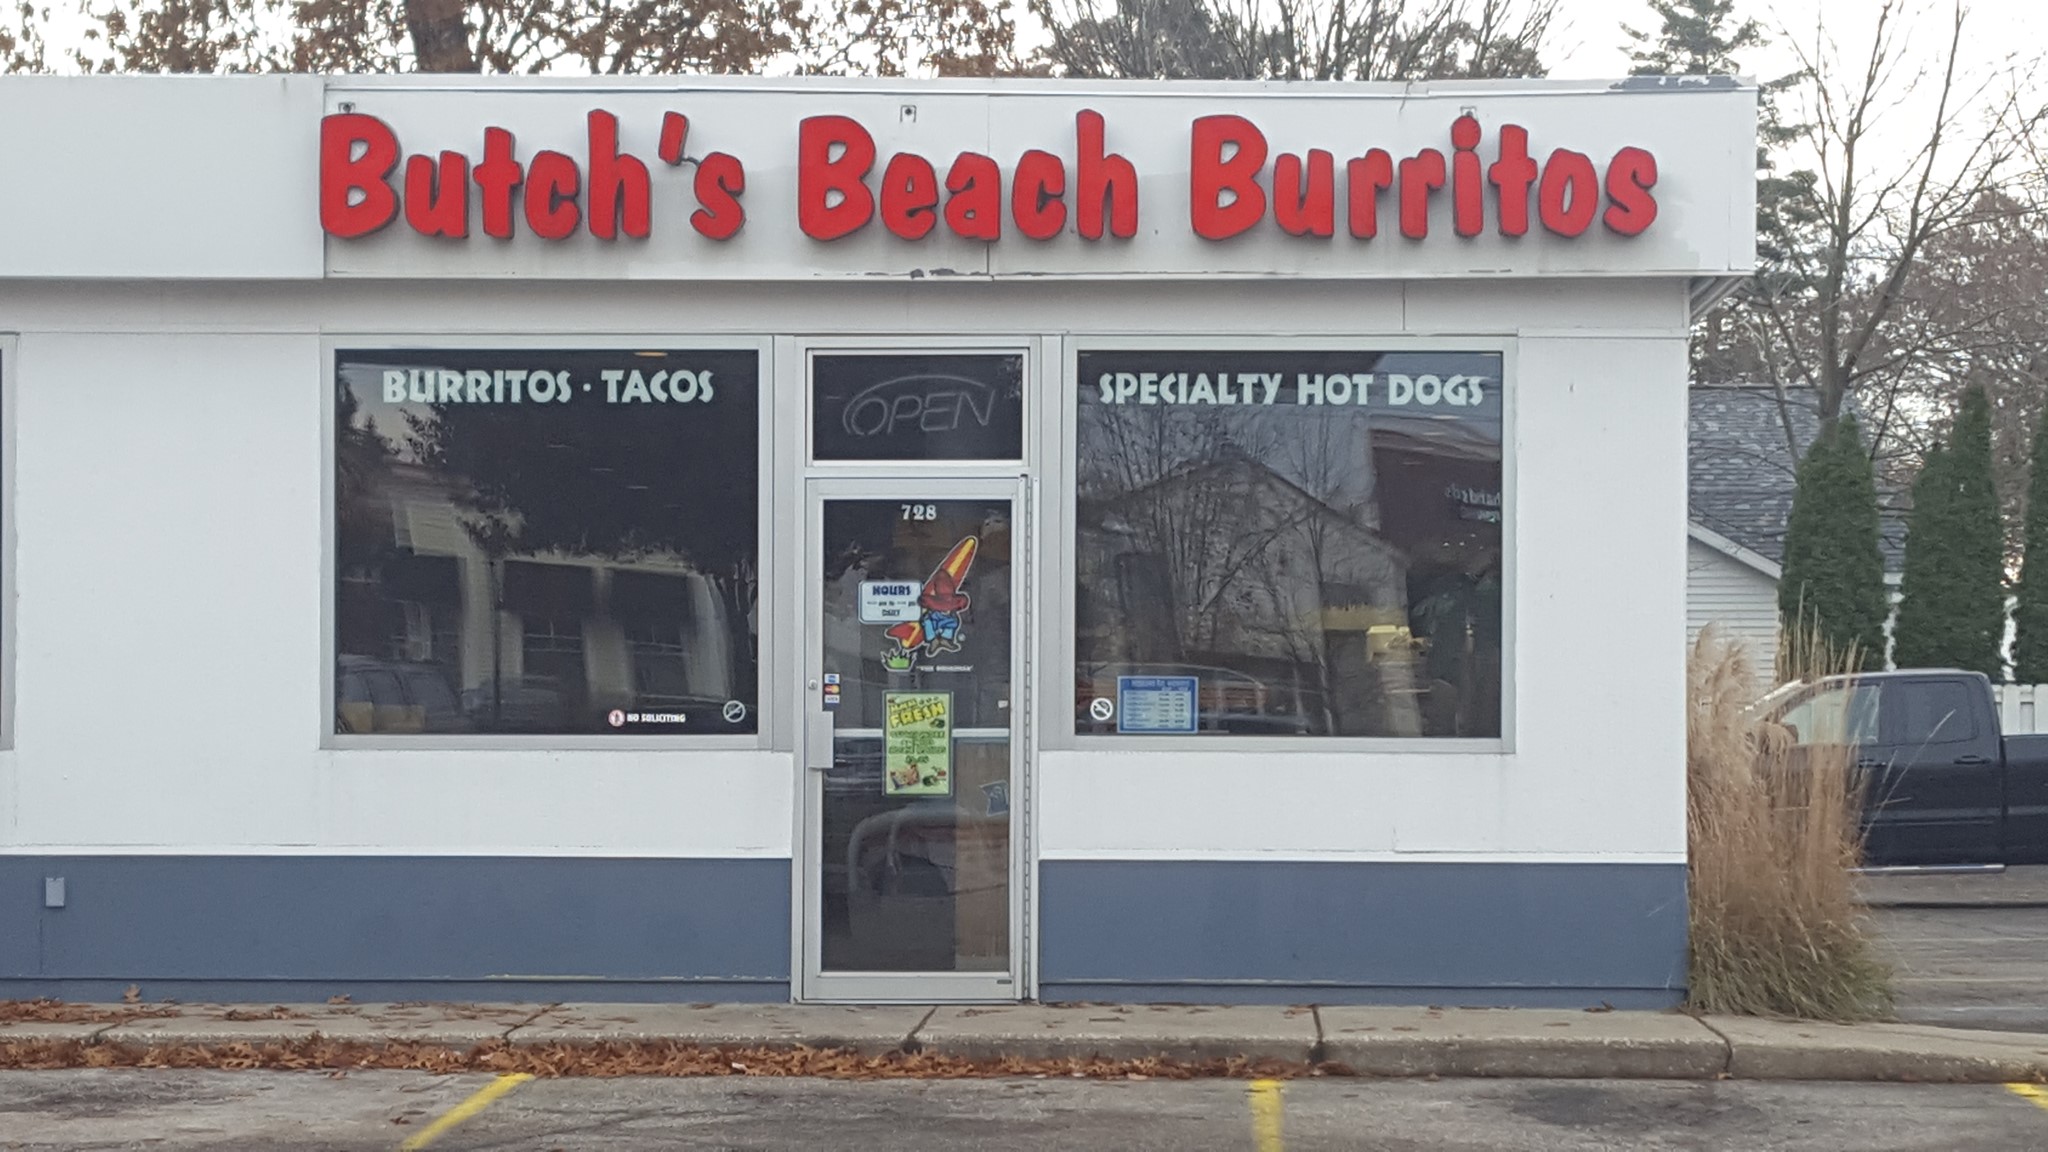 Butch's Beach Burritos
BURRITOS · TACOS
OPEN
SPECIALTY HOT DOGS
728
HOURS
DAILY
FRESH
NO SOLICITING